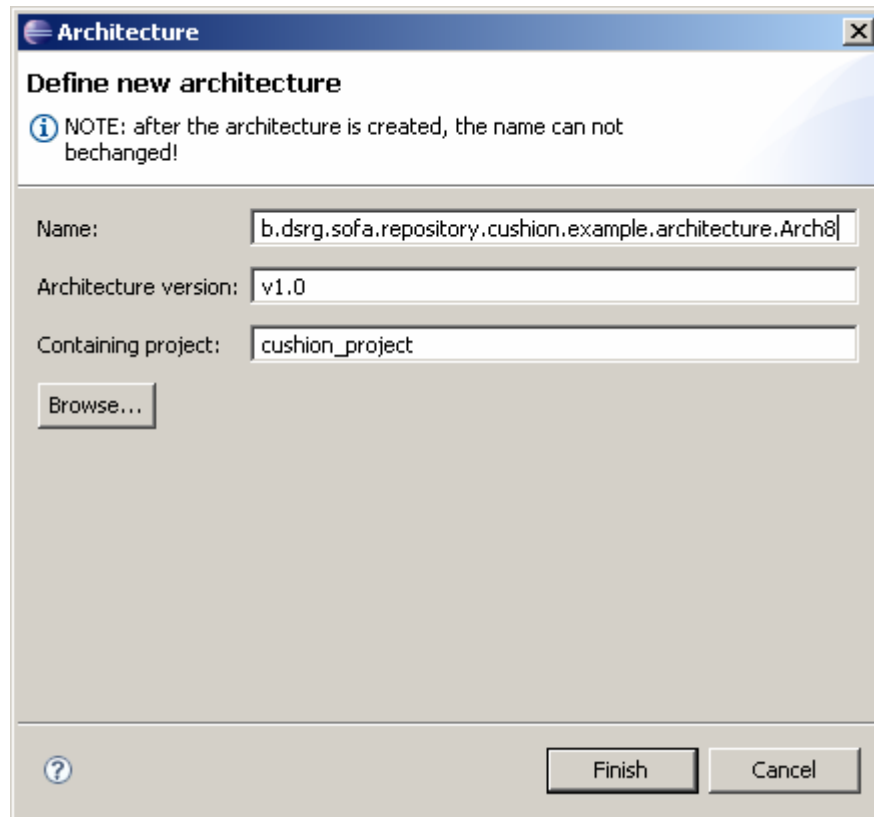 Architecture
Define new architecture
NOTE: after the architecture is created, the name can not
bechanged!
Name:
b.dsrg.sofa.repository.cushion.example.architecture.Arch8
Architecture version:
v1.0
Containing project:
cushion_project
Browse...
Finish
Cancel